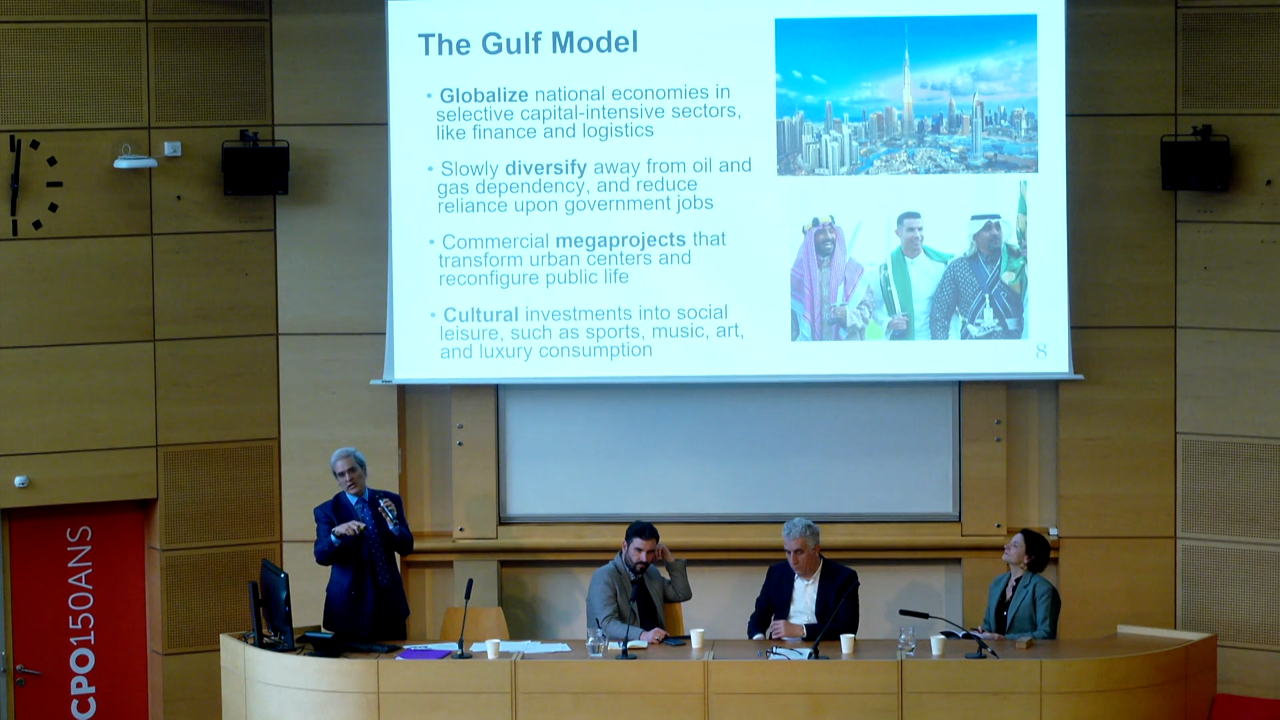 The Gulf Model
• Globalize national economies in
selective capital-intensive sectors,
like finance and logistics
• Slowly diversify away from oil and
gas dependency, and reduce
reliance upon government jobs
• Commercial megaprojects that
transform urban centers and
reconfigure public life
• Cultural investments into social
leisure, such as sports, music, art,
and luxury consumption
8
CPO150ANS